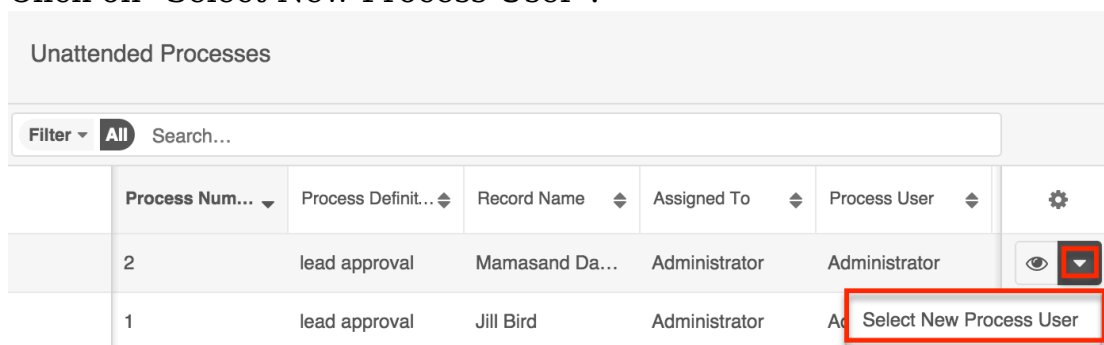 Click on "Select New Process User".
Unattended Processes
Filter All Search...
Process Num... Process Definit... Record Name Assigned To Process User
2 lead approval Mamasand Da... Administrator Administrator
1 lead approval Jill Bird Administrator Ad
Select New Process User